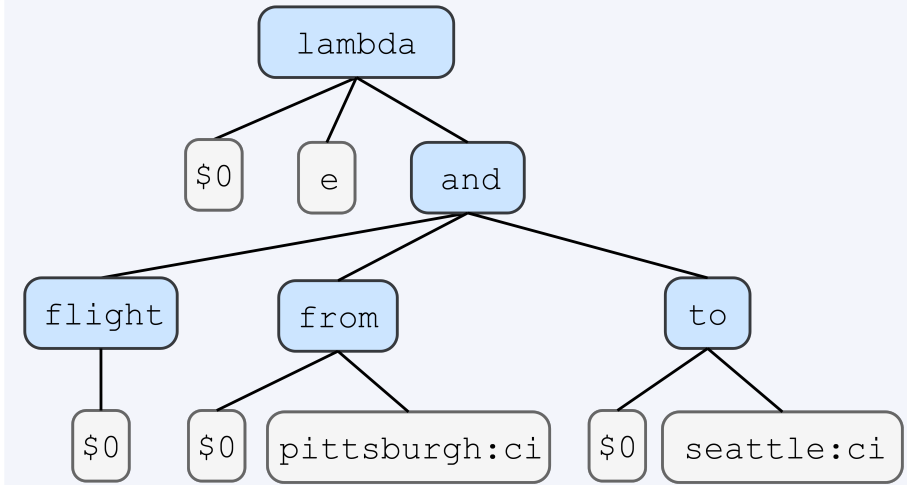 lambda
$0 e and
flight from to
$0 $0 pittsburgh:ci $0 seattle:ci